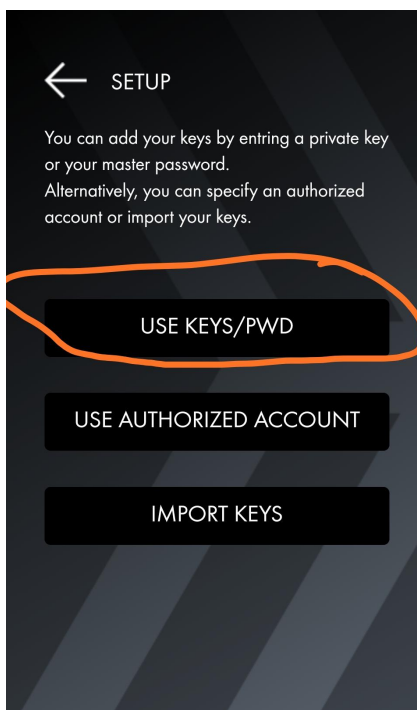 SETUP
You can add your keys by entring a private key
or your master password.
Alternatively, you can specify an authorized
account or import your keys.
USE KEYS/PWD
USE AUTHORIZED ACCOUNT
IMPORT KEYS